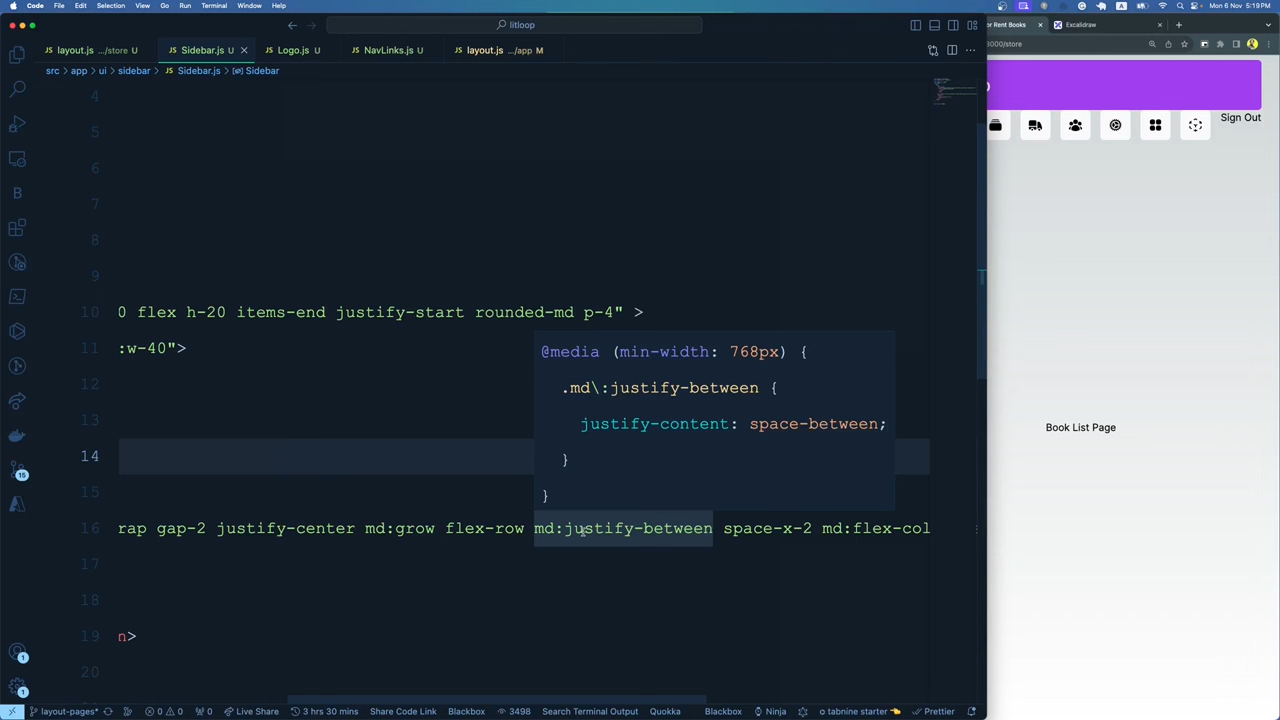 Code File Edit Selection View Go Run Terminal Window Help
Mon 6 Nov 5:19PM
litloop
layout.js .../store U
Sidebar.js U
Logo.js U
NavLinks.js U
layout.js .../app M
er Rent Books
Excalidraw
3000/store
src > app > ui > sidebar > JS Sidebar.js > Sidebar
4
5
6
7
8
9
10 0 flex h-20 items-end justify-start rounded-md p-4" >
11 :w-40">
12
13
14
15
16 rap gap-2 justify-center md:grow flex-row md:justify-between space-x-2 md:flex-col
17
18
19 n>
20
@media (min-width: 768px) {
.md\:justify-between {
justify-content: space-between;
}
}
Sign Out
Book List Page
16
1
1
layout-pages* 0 0 0 Live Share 3 hrs 30 mins Share Code Link Blackbox 3498 Search Terminal Output Quokka Blackbox Ninja tabnine starter Prettier